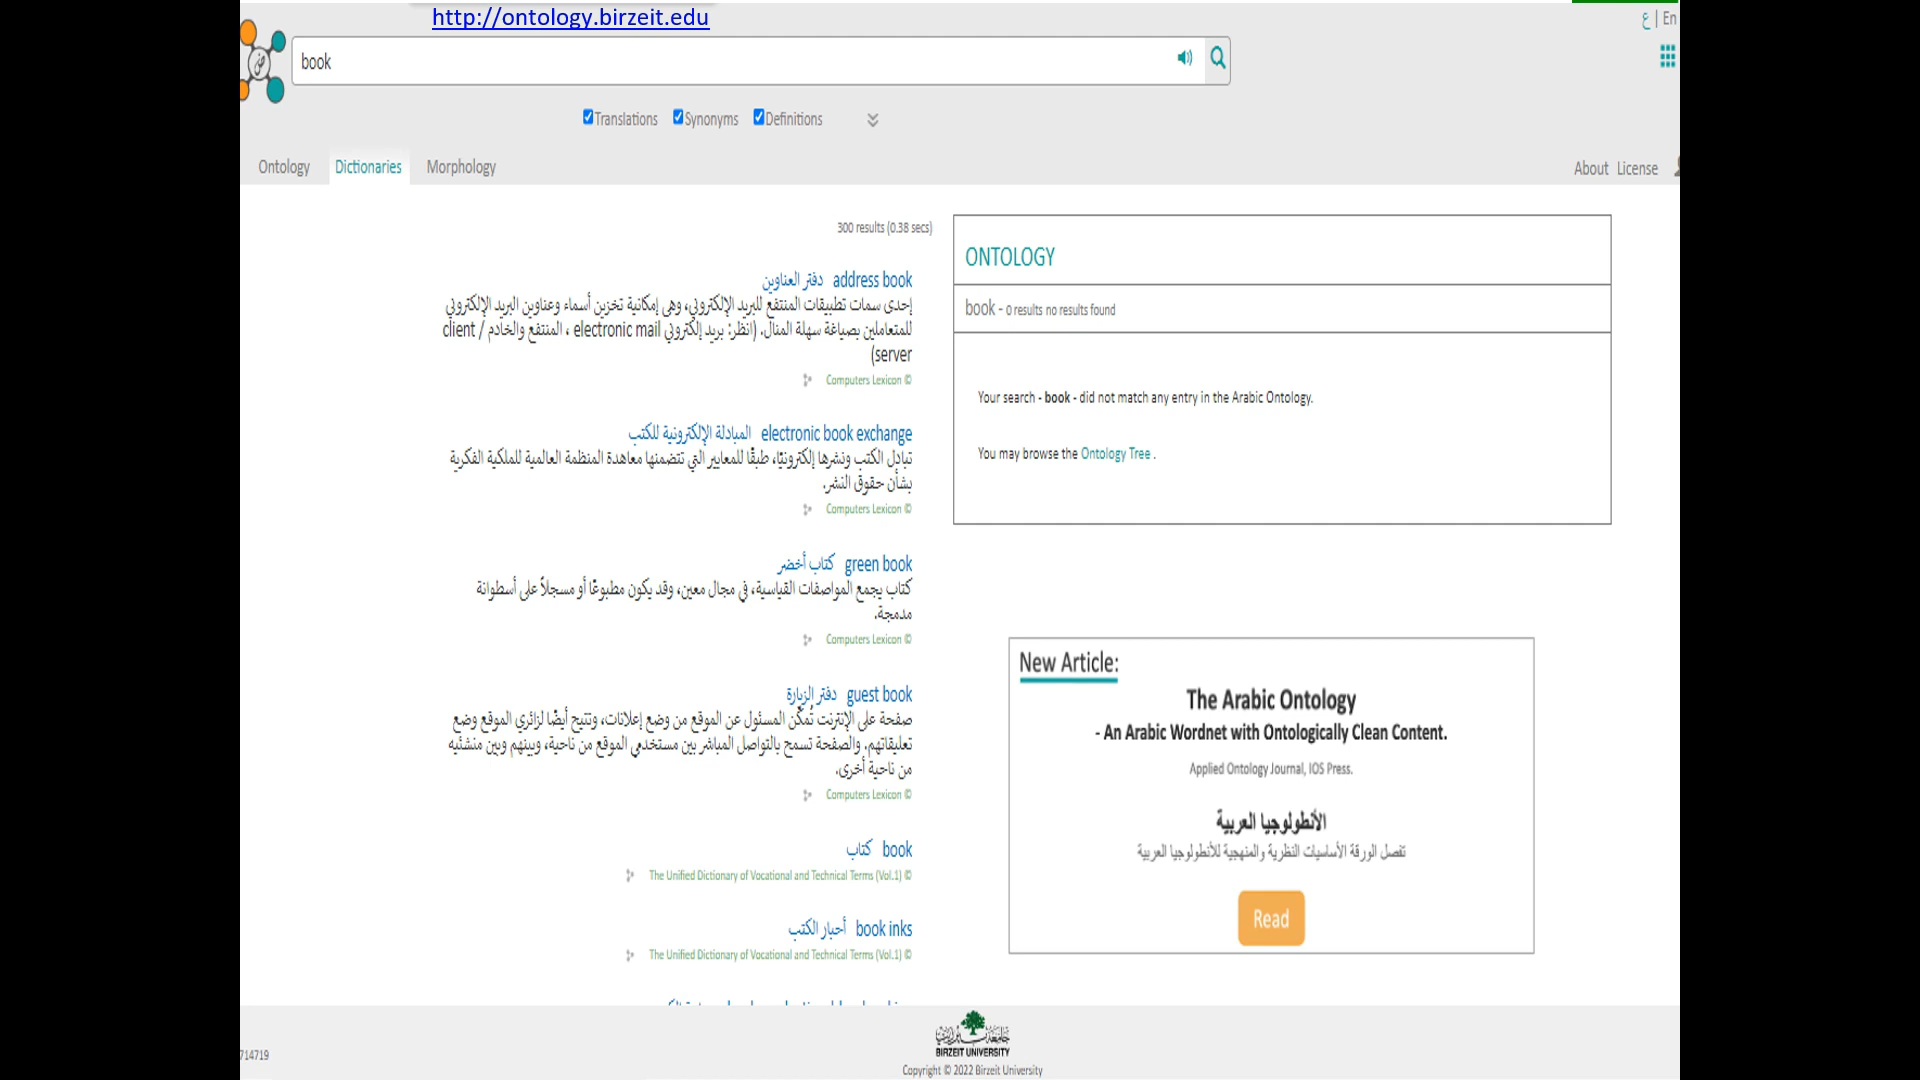 http://ontology.birzeit.edu
ع | En
book
Translations Synonyms Definitions
Ontology Dictionaries Morphology
About License
300 results (0.38 secs)
address book دفتر العناوين
إحدى سمات تطبيقات المنتفع للبريد الإلكتروني، وهى إمكانية تخزين أسماء وعناوين البريد الإلكتروني
للمتعاملين بصياغة سهلة المنال. (انظر: بريد إلكتروني electronic mail ، المنتفع والخادم / client
server)
Computers Lexicon ©
electronic book exchange المبادلة الإلكترونية للكتب
تبادل الكتب ونشرها إلكترونيًا، طبقًا للمعايير التي تتضمنها معاهدة المنظمة العالمية للملكية الفكرية
بشأن حقوق النشر.
Computers Lexicon ©
green book كتاب أخضر
كتاب يجمع المواصفات القياسية، في مجال معين، وقد يكون مطبوعًا أو مسجلاً على أسطوانة
مدمجة.
Computers Lexicon ©
guest book دفتر الزيارة
صفحة على الإنترنت تُمكّن المسئول عن الموقع من وضع إعلانات، وتتيح أيضًا لزائري الموقع وضع
تعليقاتهم. والصفحة تسمح بالتواصل المباشر بين مستخدمي الموقع من ناحية، وبينهم وبين منشئيه
من ناحية أخرى.
Computers Lexicon ©
book كتاب
The Unified Dictionary of Vocational and Technical Terms (Vol.1) ©
book inks أحبار الكتب
The Unified Dictionary of Vocational and Technical Terms (Vol.1) ©
ONTOLOGY
book - 0 results no results found
Your search - book - did not match any entry in the Arabic Ontology.
You may browse the Ontology Tree .
New Article:
The Arabic Ontology
- An Arabic Wordnet with Ontologically Clean Content.
Applied Ontology Journal, IOS Press.
الأنطولوجيا العربية
تفصل الورقة الأساسيات النظرية والمنهجية للأنطولوجيا العربية
Read
714719
BIRZEIT UNIVERSITY
Copyright © 2022 Birzeit University